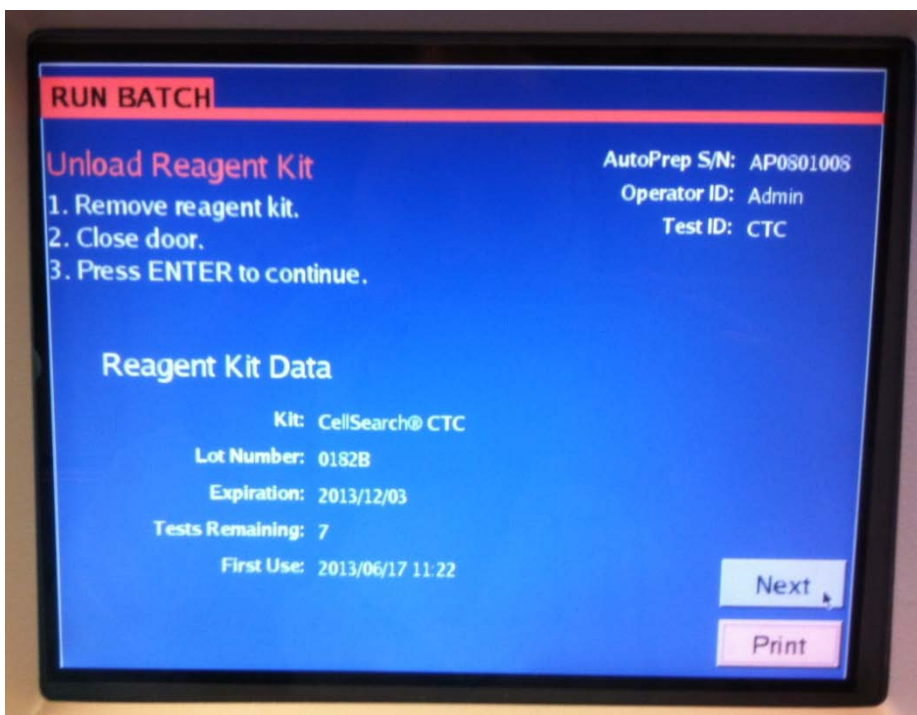 RUN BATCH
Unload Reagent Kit
1. Remove reagent kit.
2. Close door.
3. Press ENTER to continue.
AutoPrep S/N: AP0801008
Operator ID: Admin
Test ID: CTC
Reagent Kit Data
Kit: CellSearch® CTC
Lot Number: 0182B
Expiration: 2013/12/03
Tests Remaining: 7
First Use: 2013/06/17 11:22
Next
Print